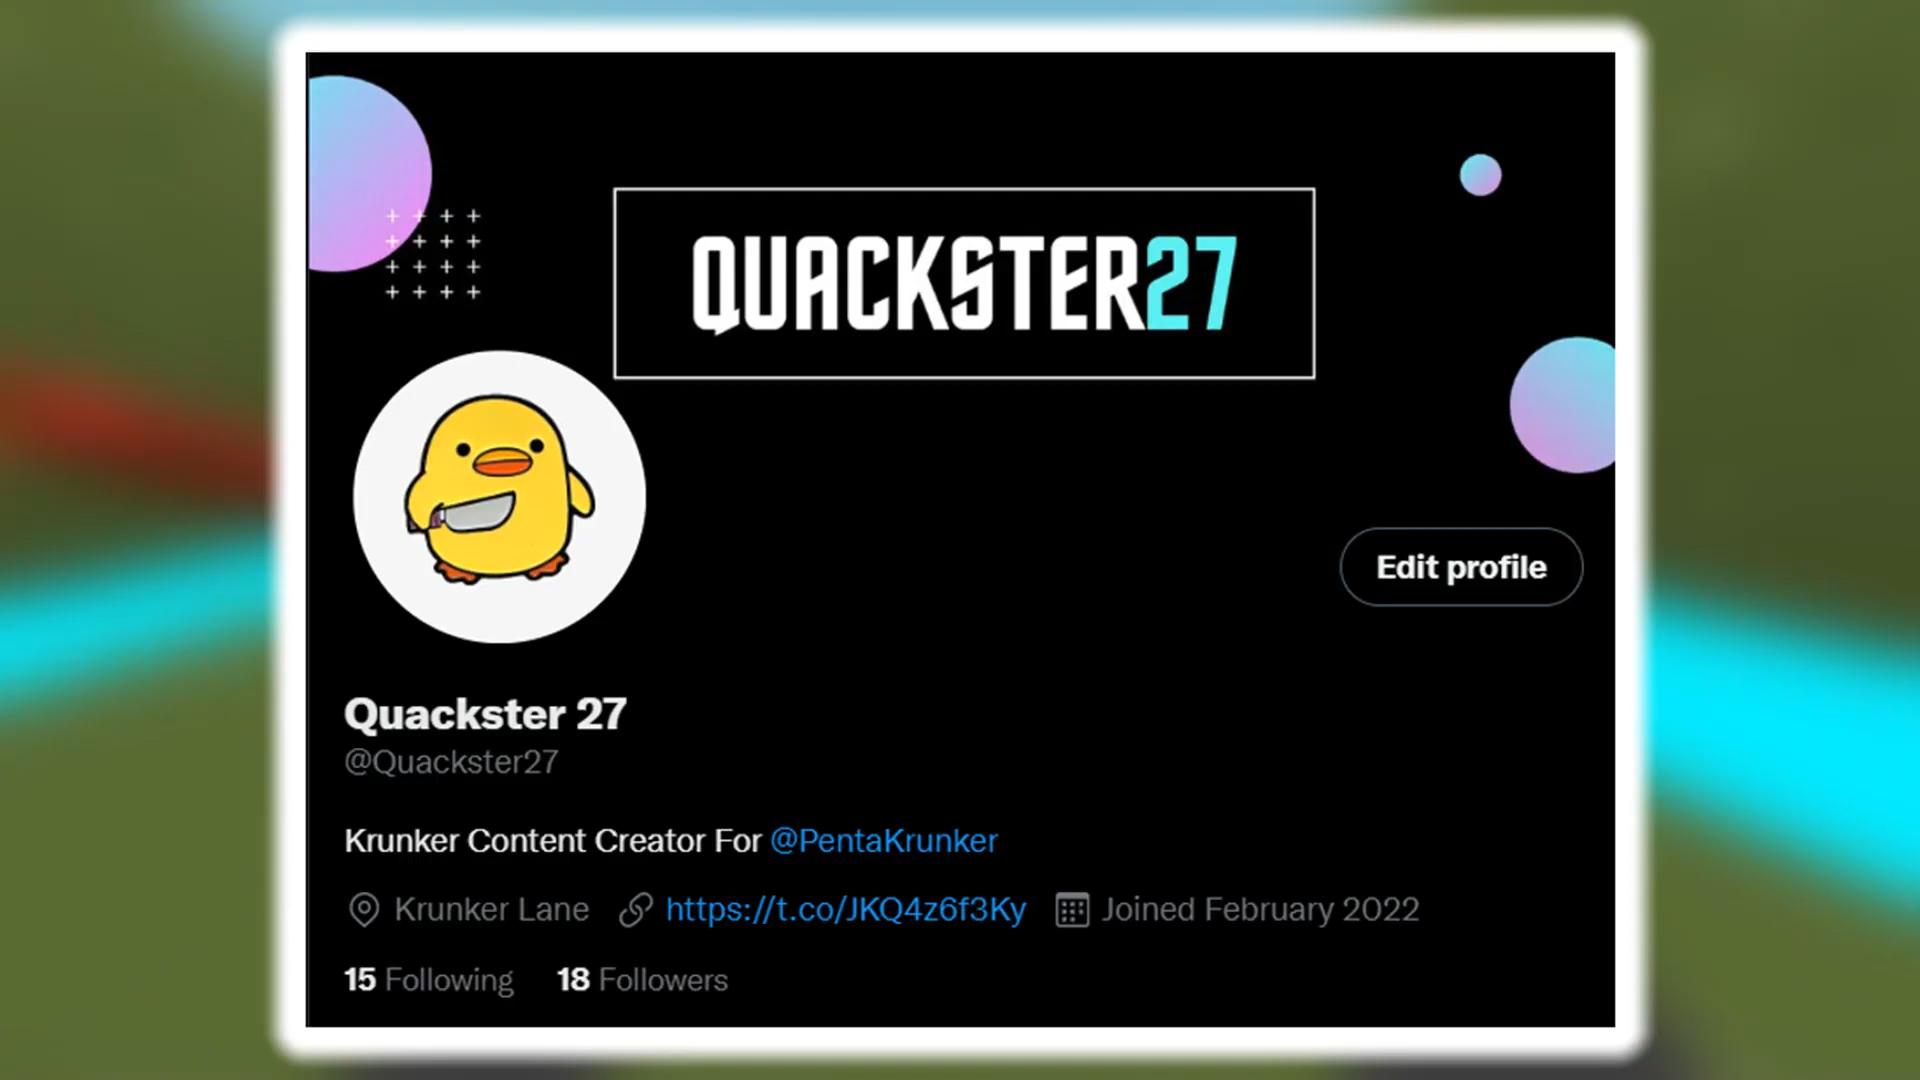 QUACKSTER27
Edit profile
Quackster 27
@Quackster27
Krunker Content Creator For @PentaKrunker
Krunker Lane https://t.co/JKQ4z6f3Ky Joined February 2022
15 Following 18 Followers